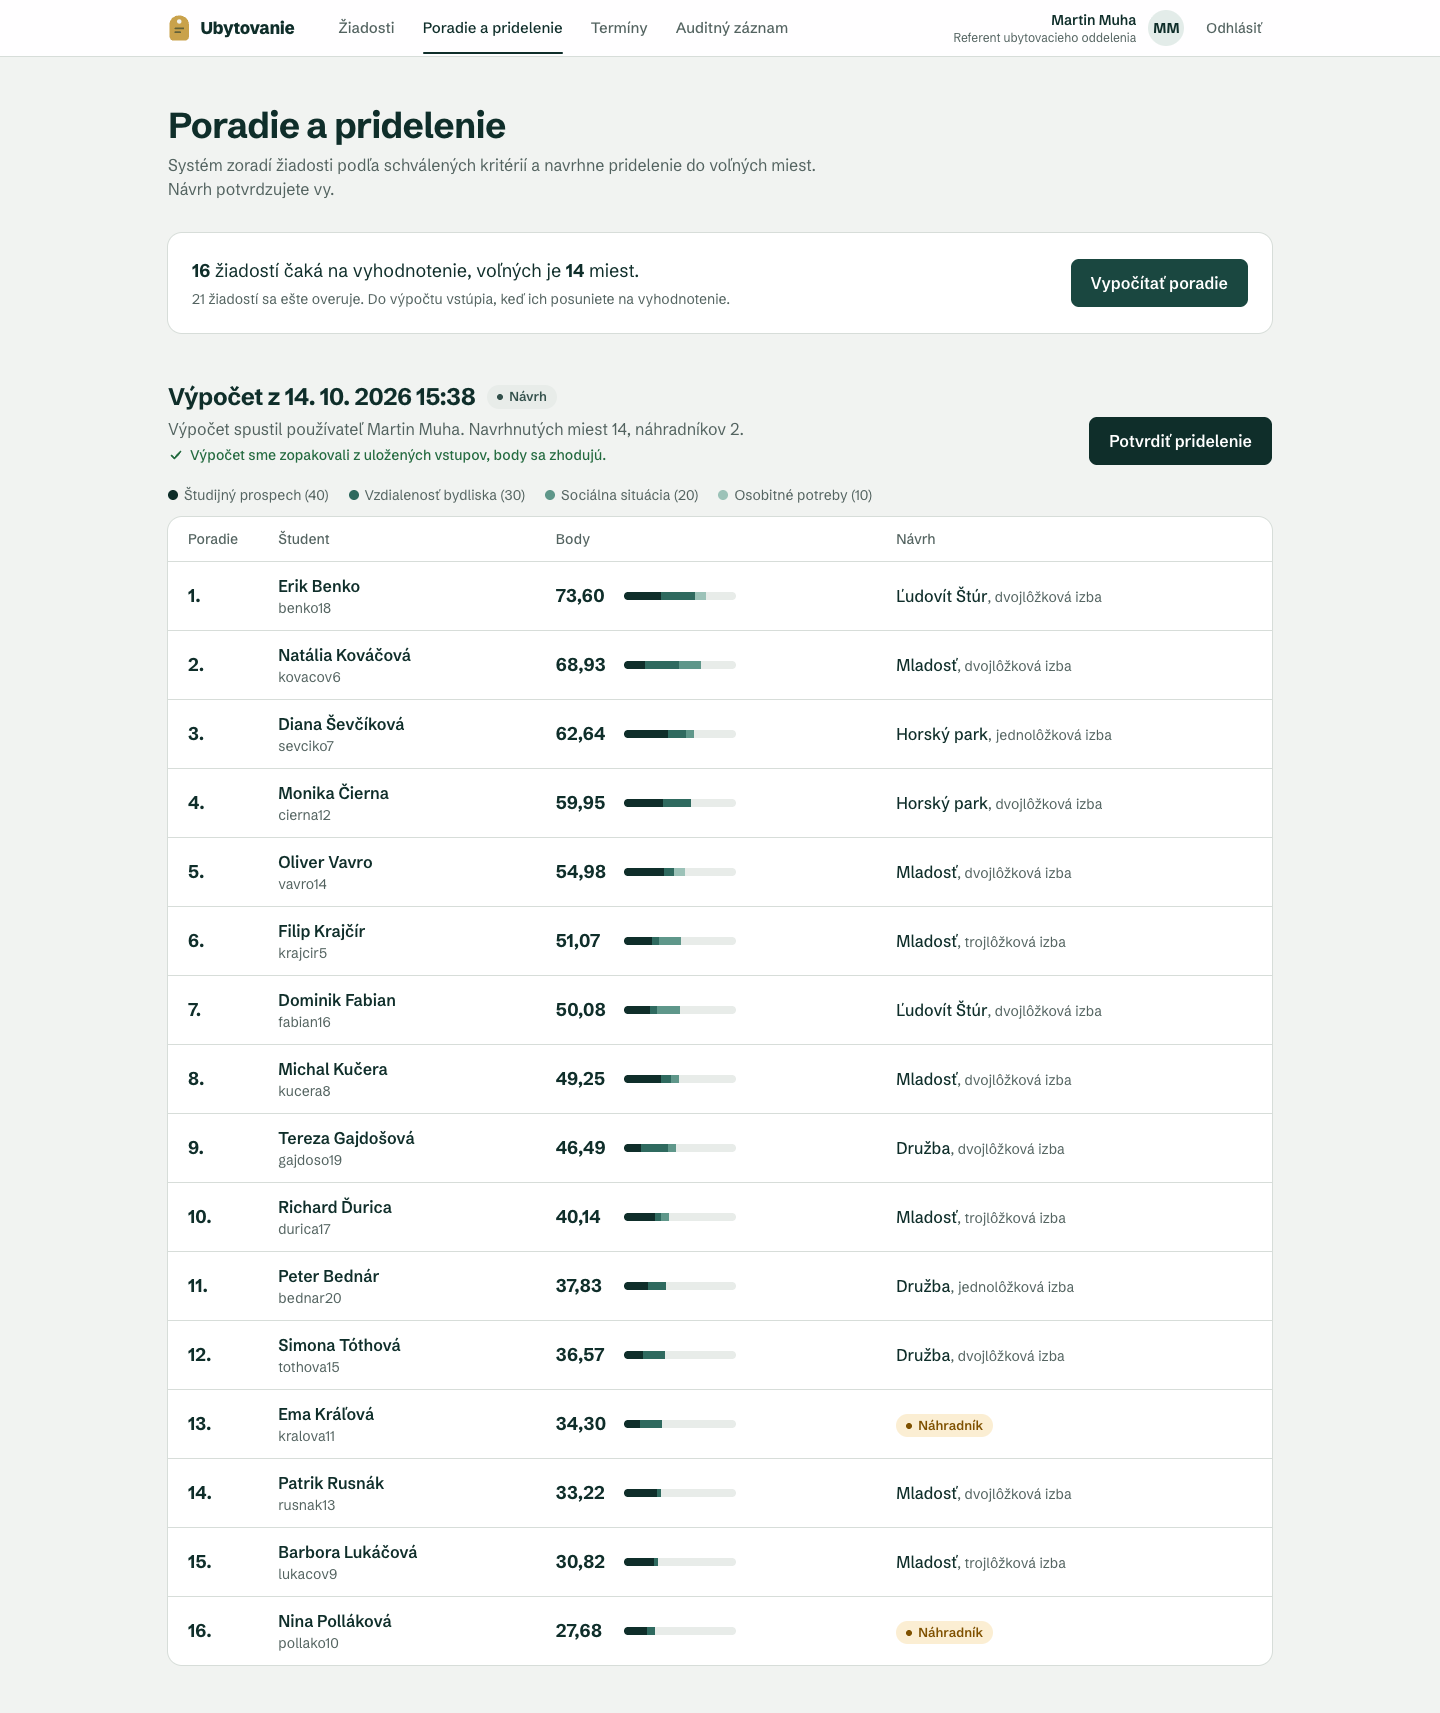 Ubytovanie
Žiadosti
Poradie a pridelenie
Termíny
Auditný záznam
Martin Muha
Referent ubytovacieho oddelenia
MM
Odhlásiť
Poradie a pridelenie
Systém zoradí žiadosti podľa schválených kritérií a navrhne pridelenie do voľných miest.
Návrh potvrdzujete vy.
16 žiadostí čaká na vyhodnotenie, voľných je 14 miest.
21 žiadostí sa ešte overuje. Do výpočtu vstúpia, keď ich posuniete na vyhodnotenie.
Vypočítať poradie
Výpočet z 14. 10. 2026 15:38
Návrh
Výpočet spustil používateľ Martin Muha. Navrhnutých miest 14, náhradníkov 2.
Výpočet sme zopakovali z uložených vstupov, body sa zhodujú.
Potvrdiť pridelenie
Študijný prospech (40) Vzdialenosť bydliska (30) Sociálna situácia (20) Osobitné potreby (10)
Poradie Študent Body Návrh
1. Erik Benko 73,60 Ľudovít Štúr, dvojlôžková izba
benko18
2. Natália Kováčová 68,93 Mladosť, dvojlôžková izba
kovacov6
3. Diana Ševčíková 62,64 Horský park, jednolôžková izba
sevciko7
4. Monika Čierna 59,95 Horský park, dvojlôžková izba
cierna12
5. Oliver Vavro 54,98 Mladosť, dvojlôžková izba
vavro14
6. Filip Krajčír 51,07 Mladosť, trojlôžková izba
krajcir5
7. Dominik Fabian 50,08 Ľudovít Štúr, dvojlôžková izba
fabian16
8. Michal Kučera 49,25 Mladosť, dvojlôžková izba
kucera8
9. Tereza Gajdošová 46,49 Družba, dvojlôžková izba
gajdoso19
10. Richard Ďurica 40,14 Mladosť, trojlôžková izba
durica17
11. Peter Bednár 37,83 Družba, jednolôžková izba
bednar20
12. Simona Tóthová 36,57 Družba, dvojlôžková izba
tothova15
13. Ema Kráľová 34,30 Náhradník
kralova11
14. Patrik Rusnák 33,22 Mladosť, dvojlôžková izba
rusnak13
15. Barbora Lukáčová 30,82 Mladosť, trojlôžková izba
lukacov9
16. Nina Polláková 27,68 Náhradník
pollako10